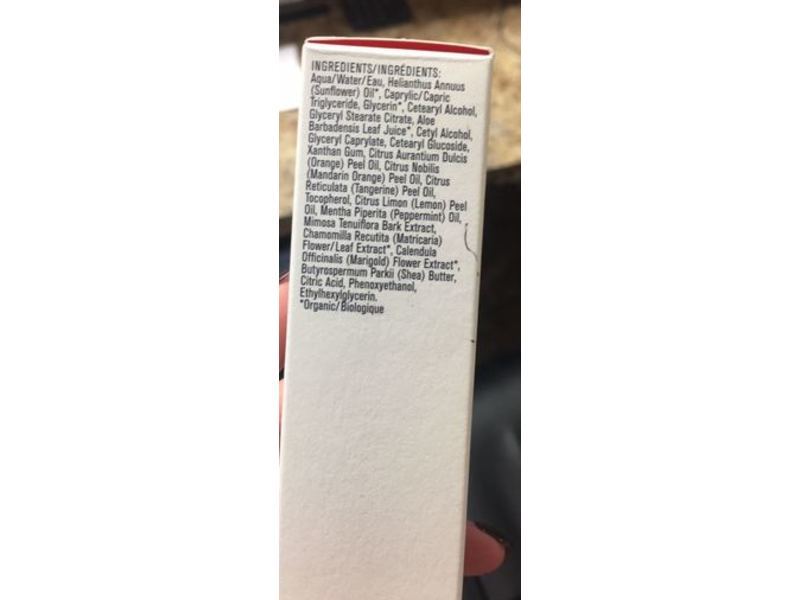 INGREDIENTS/INGRÉDIENTS:
Aqua/Water/Eau, Helianthus Annuus
(Sunflower) Oil*, Caprylic/Capric
Triglyceride, Glycerin*, Cetearyl Alcohol,
Glyceryl Stearate Citrate, Aloe
Barbadensis Leaf Juice*, Cetyl Alcohol,
Glyceryl Caprylate, Cetearyl Glucoside,
Xanthan Gum, Citrus Aurantium Dulcis
(Orange) Peel Oil, Citrus Nobilis
(Mandarin Orange) Peel Oil, Citrus
Reticulata (Tangerine) Peel Oil,
Tocopherol, Citrus Limon (Lemon) Peel
Oil, Mentha Piperita (Peppermint) Oil,
Mimosa Tenuiflora Bark Extract,
Chamomilla Recutita (Matricaria)
Flower/Leaf Extract*, Calendula
Officinalis (Marigold) Flower Extract*,
Butyrospermum Parkii (Shea) Butter,
Citric Acid, Phenoxyethanol,
Ethylhexylglycerin.
*Organic/Biologique